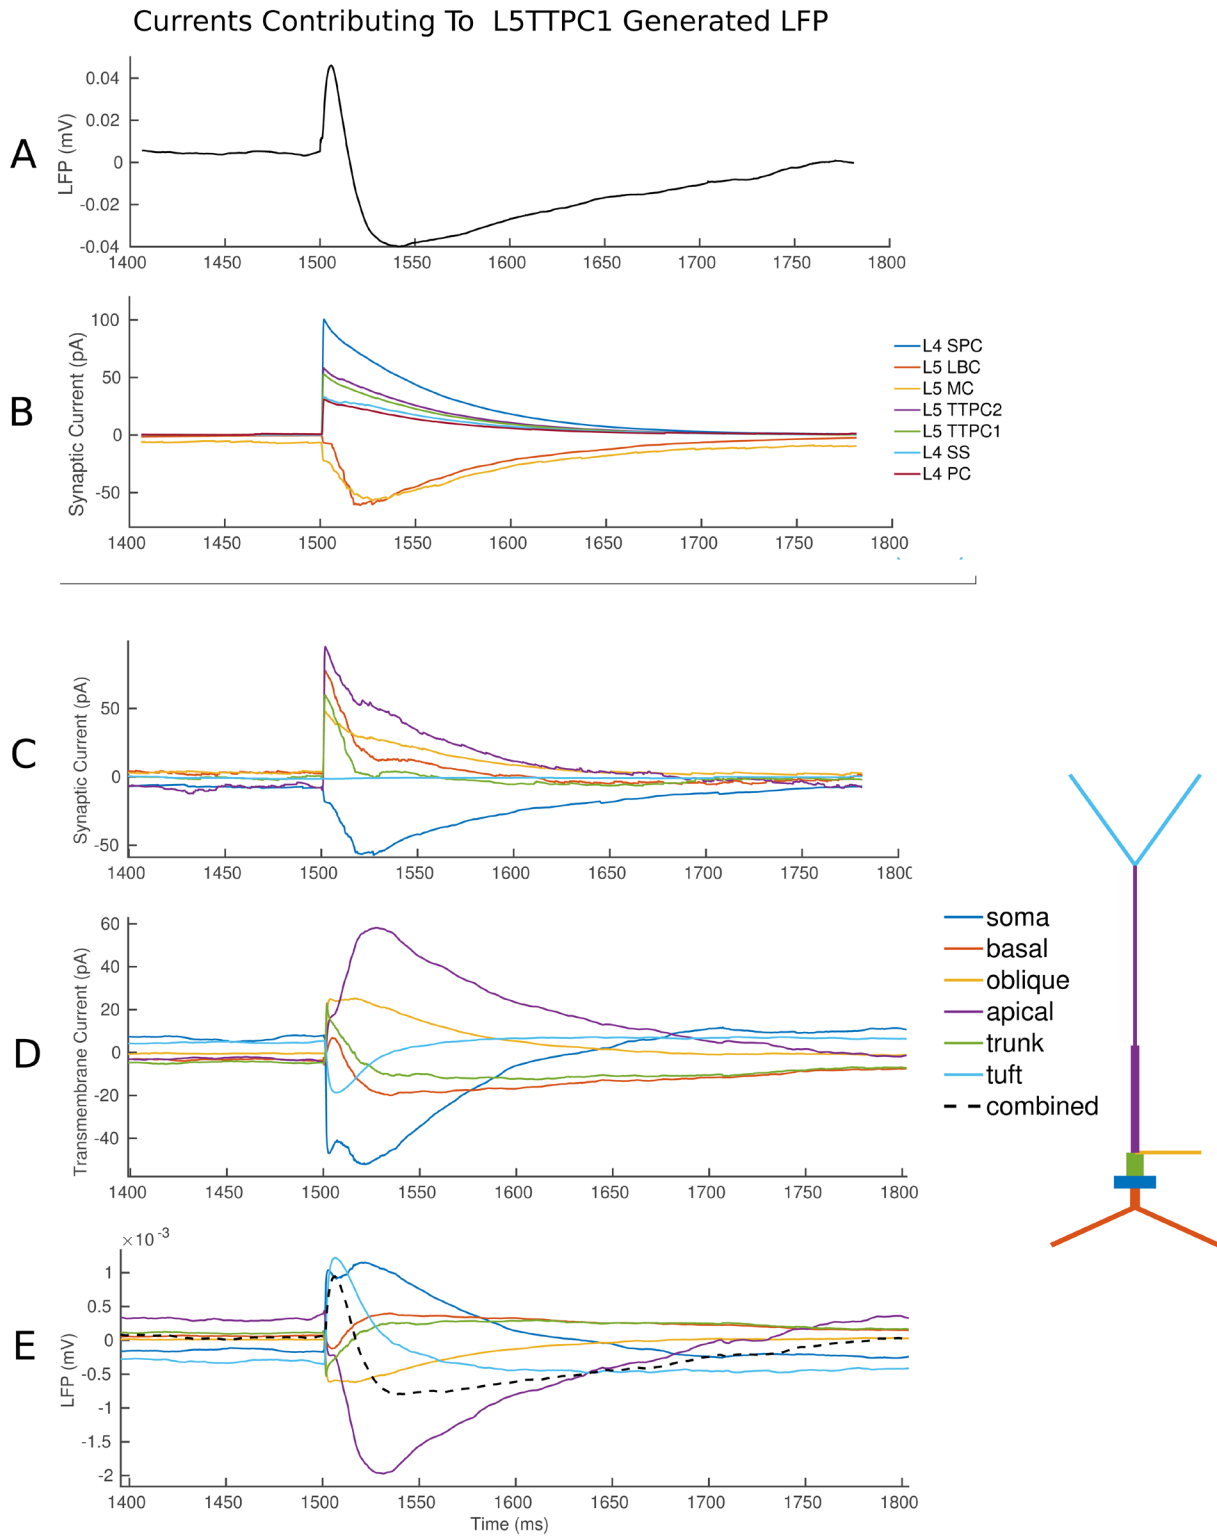 Currents Contributing To L5TTPC1 Generated LFP
A
LFP (mV)
0.04
0.02
0
-0.02
-0.04
1400 1450 1500 1550 1600 1650 1700 1750 1800
B
Synaptic Current (pA)
100
50
0
-50
1400 1450 1500 1550 1600 1650 1700 1750 1800
L4 SPC
L5 LBC
L5 MC
L5 TTPC2
L5 TTPC1
L4 SS
L4 PC
C
Synaptic Current (pA)
50
0
-50
1400 1450 1500 1550 1600 1650 1700 1750 1800
D
Transmembrane Current (pA)
60
40
20
0
-20
-40
1400 1450 1500 1550 1600 1650 1700 1750 1800
soma
basal
oblique
apical
trunk
tuft
combined
E
LFP (mV)
×10⁻³
1
0.5
0
-0.5
-1
-1.5
-2
1400 1450 1500 1550 1600 1650 1700 1750 1800
Time (ms)